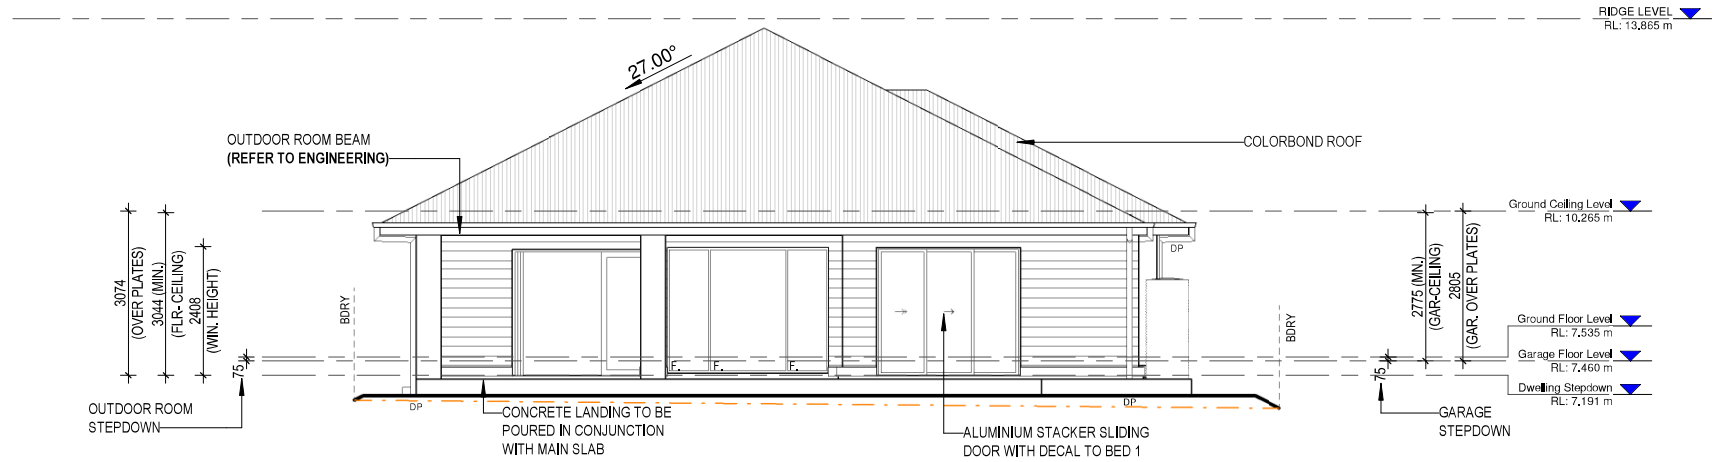 RIDGE LEVEL
RL: 13.865 m
27.00°
OUTDOOR ROOM BEAM
(REFER TO ENGINEERING)
COLORBOND ROOF
Ground Ceiling Level
RL: 10.265 m
3074
(OVER PLATES)
3044 (MIN.)
(FLR-CEILING)
2408
(WIN. HEIGHT)
75
BDRY
DP
2775 (MN.)
(GAR-CEILING)
2805
(GAR. OVER PLATES)
BDRY
Ground Floor Level
RL: 7.535 m
Garage Floor Level
RL: 7.460 m
75
Dwelling Stepdown
RL: 7.191 m
F.
F.
F.
DP
DP
OUTDOOR ROOM
STEPDOWN
CONCRETE LANDING TO BE
POURED IN CONJUNCTION
WITH MAIN SLAB
ALUMINIUM STACKER SLIDING
DOOR WITH DECAL TO BED 1
GARAGE
STEPDOWN